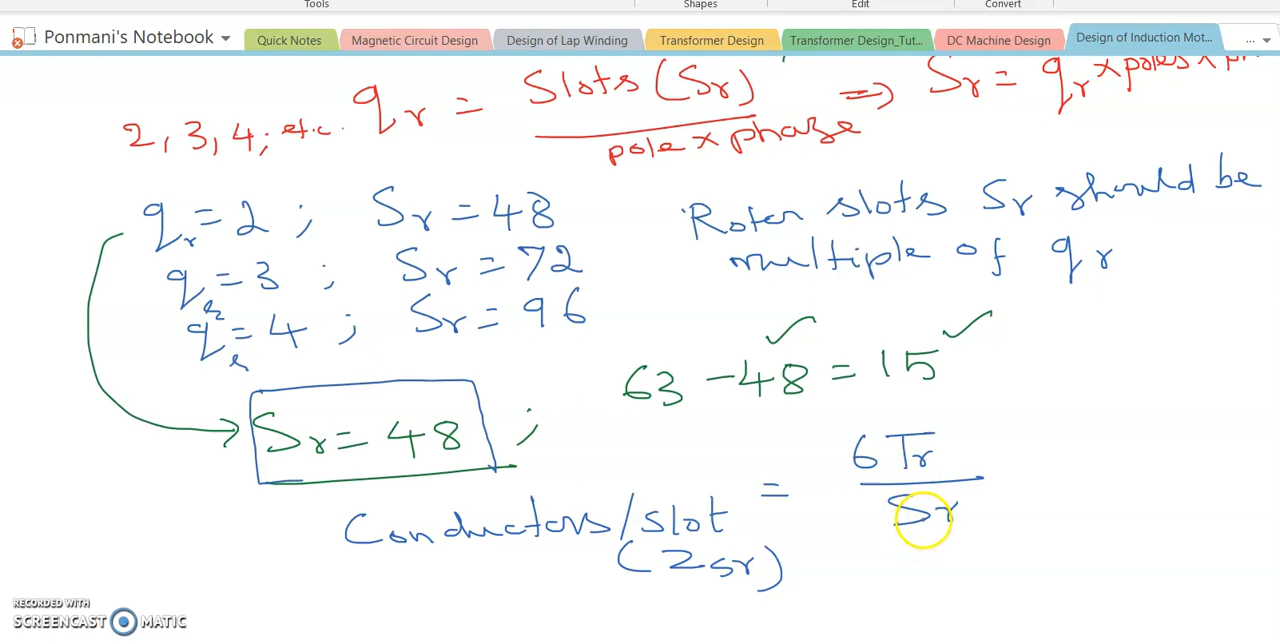 Tools Shapes Edit Convert
Ponmani's Notebook Quick Notes Magnetic Circuit Design Design of Lap Winding Transformer Design Transformer Design_Tut... DC Machine Design Design of Induction Mot... ...
2, 3, 4; etc. qr = Slots (Sr) / pole x phase => Sr = qr x poles x ph
qr = 2 ; Sr = 48
Rotor slots Sr should be
multiple of qr
qr = 3 ; Sr = 72
qr = 4 ; Sr = 96
63 - 48 = 15
Sr = 48 ;
Conductors/slot = 6 Tr / Sr
(Zsr)
RECORDED WITH
SCREENCAST MATIC